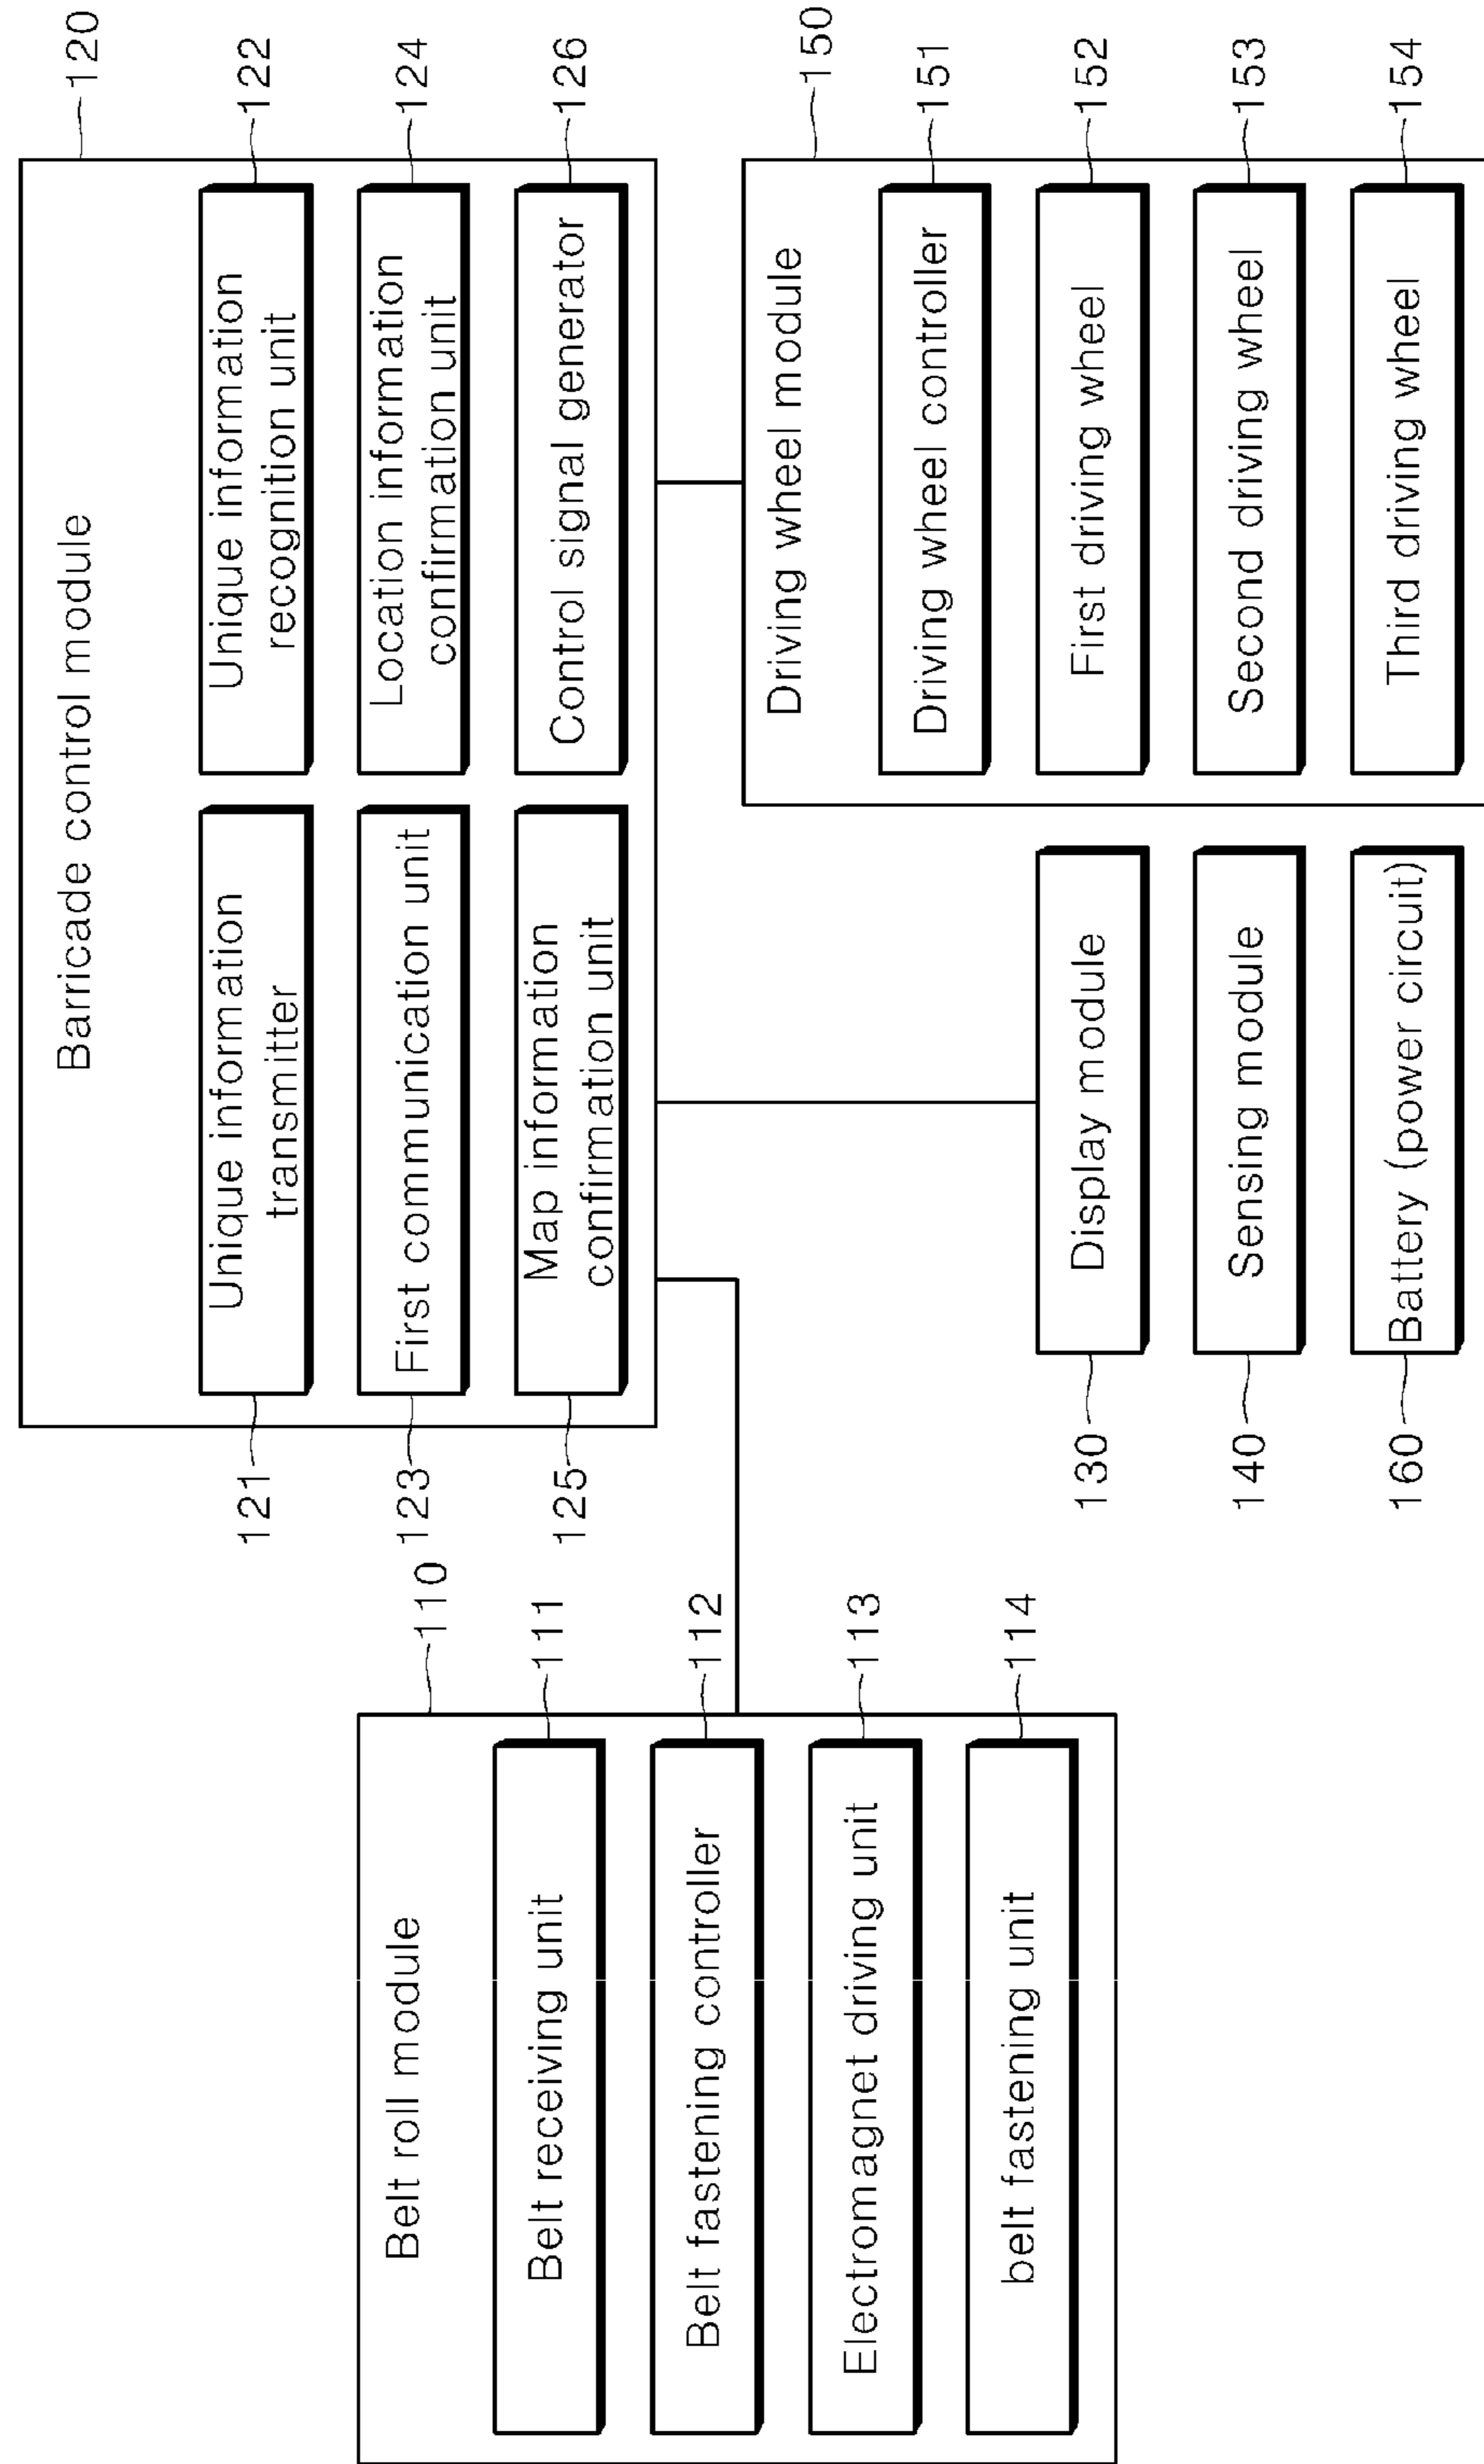 120
Barricade control module
121
Unique information
transmitter
Unique information
recognition unit
122
123
First communication unit
Location information
confirmation unit
124
125
Map information
confirmation unit
Control signal generator
126
110
Belt roll module
Belt receiving unit
111
Belt fastening controller
112
Electromagnet driving unit
113
belt fastening unit
114
130
Display module
140
Sensing module
160
Battery (power circuit)
150
Driving wheel module
Driving wheel controller
151
First driving wheel
152
Second driving wheel
153
Third driving wheel
154